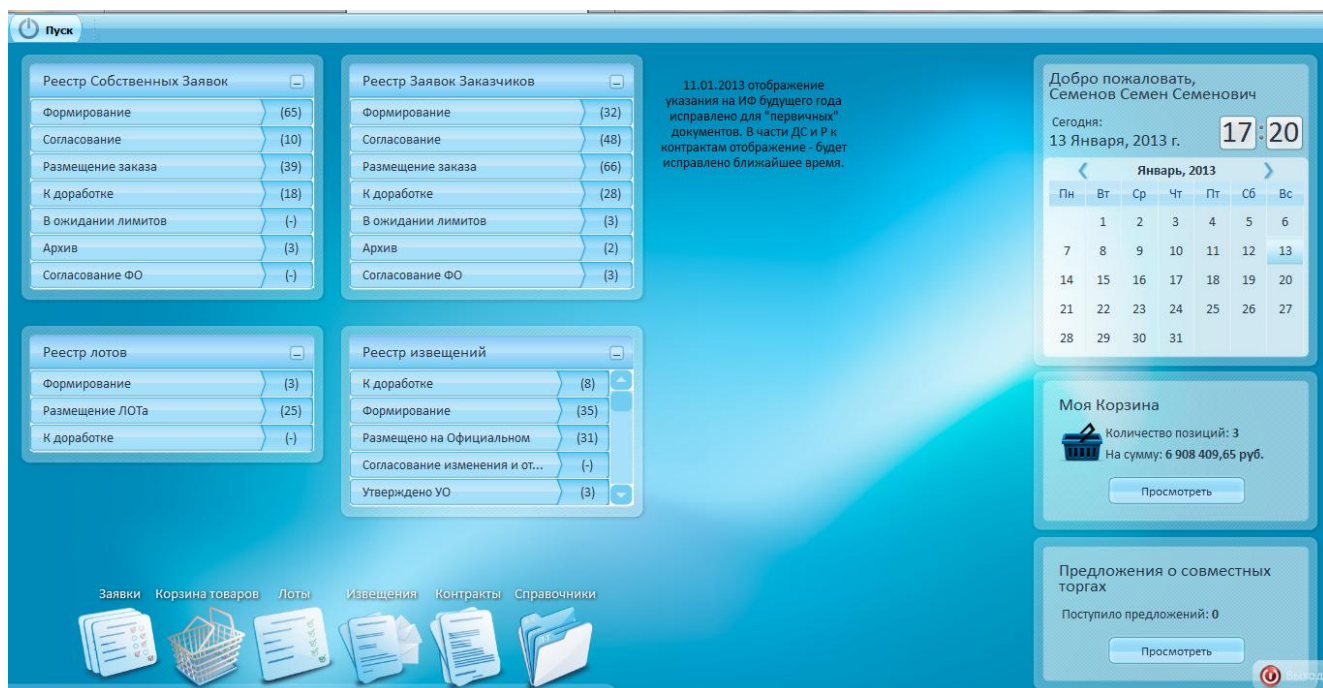 Пуск
Реестр Собственных Заявок
Формирование (65)
Согласование (10)
Размещение заказа (39)
К доработке (18)
В ожидании лимитов (-)
Архив (3)
Согласование ФО (-)
Реестр Заявок Заказчиков
Формирование (32)
Согласование (48)
Размещение заказа (66)
К доработке (28)
В ожидании лимитов (3)
Архив (2)
Согласование ФО (3)
11.01.2013 отображение
указания на ИФ будущего года
исправлено для "первичных"
документов. В части ДС и Р к
контрактам отображение - будет
исправлено ближайшее время.
Реестр лотов
Формирование (3)
Размещение ЛОТа (25)
К доработке (-)
Реестр извещений
К доработке (8)
Формирование (35)
Размещено на Официальном (31)
Согласование изменения и от... (-)
Утверждено УО (3)
Заявки Корзина товаров Лоты Извещения Контракты Справочники
Добро пожаловать,
Семенов Семен Семенович
Сегодня:
13 Января, 2013 г. 17:20
Январь, 2013
Пн Вт Ср Чт Пт Сб Вс
1 2 3 4 5 6
7 8 9 10 11 12 13
14 15 16 17 18 19 20
21 22 23 24 25 26 27
28 29 30 31
Моя Корзина
Количество позиций: 3
На сумму: 6 908 409,65 руб.
Просмотреть
Предложения о совместных
торгах
Поступило предложений: 0
Просмотреть
Выход